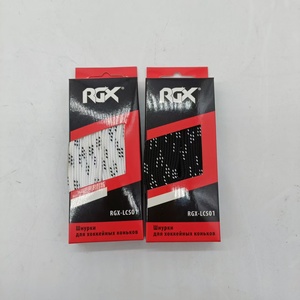 RGX
RGX-LCS01
Шнурки
для хоккейных коньков
RGX
RGX-LCS01
Шнурки
для хоккейных коньков